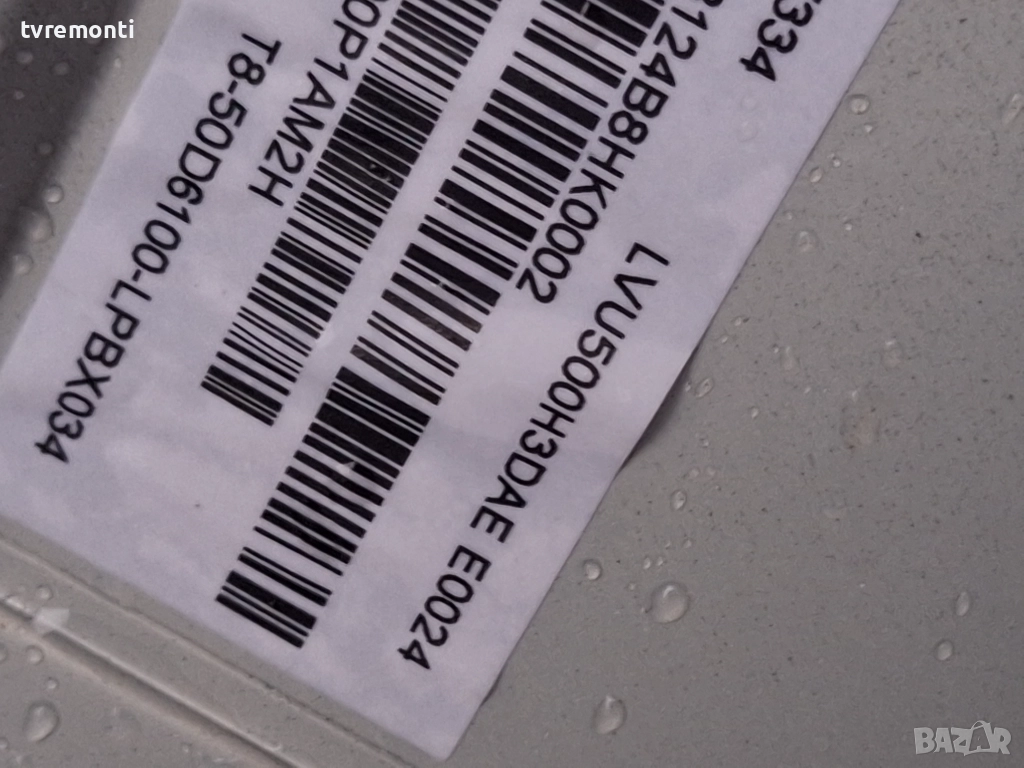 tvremonti
334
LVU500H3DAE E0024
124B8HK0002
0P1AM2H
T8-50D6100-LPBX034
BAZAR